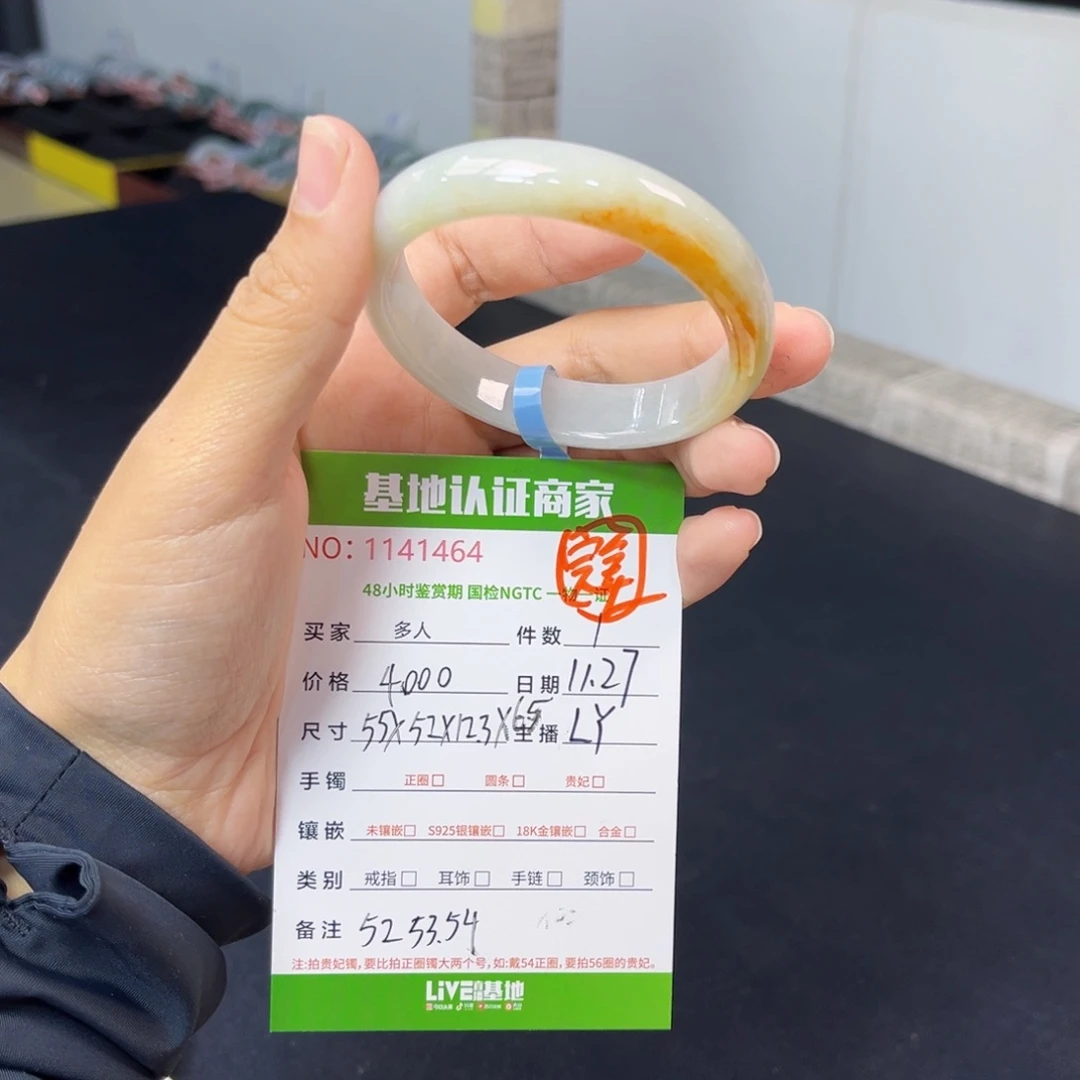 基地认证商家
NO：1141464
48小时鉴赏期 国检NGTC 一物一证
完美
买家 多人 件数 1
价格 4000 日期 11.27
尺寸 55X52X12.3X6.5 主播 LY
手镯 正圈□ 圆条□ 贵妃□
镶嵌 未镶嵌□ S925银镶嵌□ 18K金镶嵌□ 合金□
类别 戒指□ 耳饰□ 手链□ 颈饰□
备注 52 53.54
注:拍贵妃镯,要比拍正圈镯大两个号,如:戴54正圈,要拍56圈的贵妃。
LIVE 基地